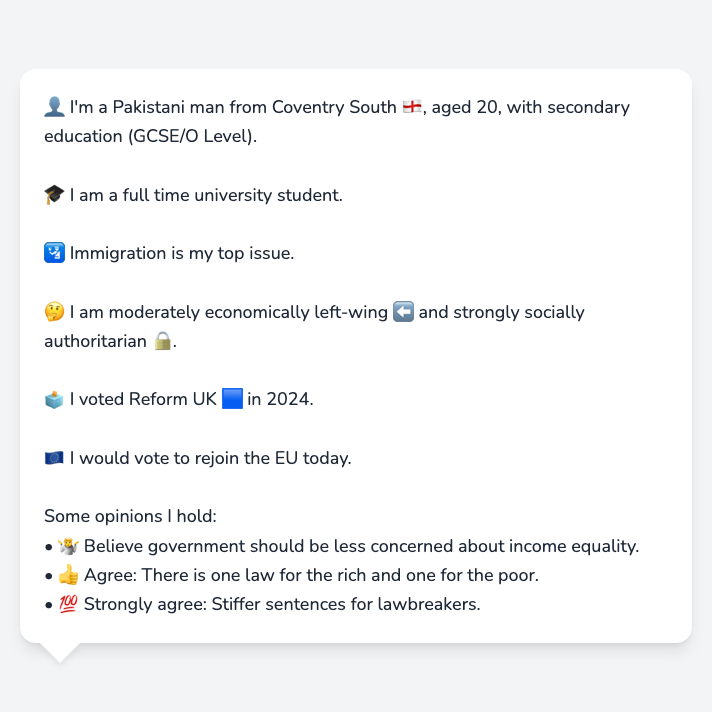 👤 I'm a Pakistani man from Coventry South 🏴󠁧󠁢󠁥󠁮󠁧󠁿, aged 20, with secondary
education (GCSE/O Level).
🎓 I am a full time university student.
🛂 Immigration is my top issue.
🤔 I am moderately economically left-wing ⬅️ and strongly socially
authoritarian 🔒.
🗳️ I voted Reform UK 🟦 in 2024.
🇪🇺 I would vote to rejoin the EU today.
Some opinions I hold:
• 🤷 Believe government should be less concerned about income equality.
• 👍 Agree: There is one law for the rich and one for the poor.
• 💯 Strongly agree: Stiffer sentences for lawbreakers.